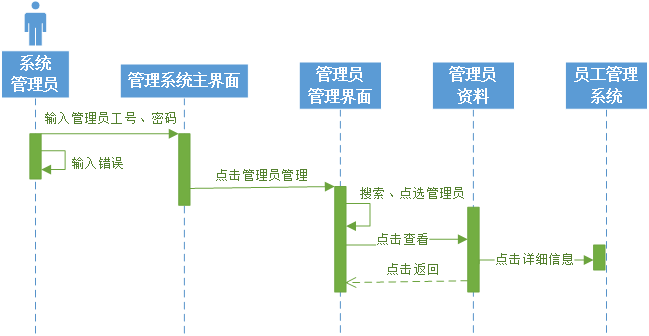 系统
管理员
管理系统主界面
管理员
管理界面
管理员
资料
员工管理
系统
输入管理员工号、密码
输入错误
点击管理员管理
搜索、点选管理员
点击查看
点击详细信息
点击返回